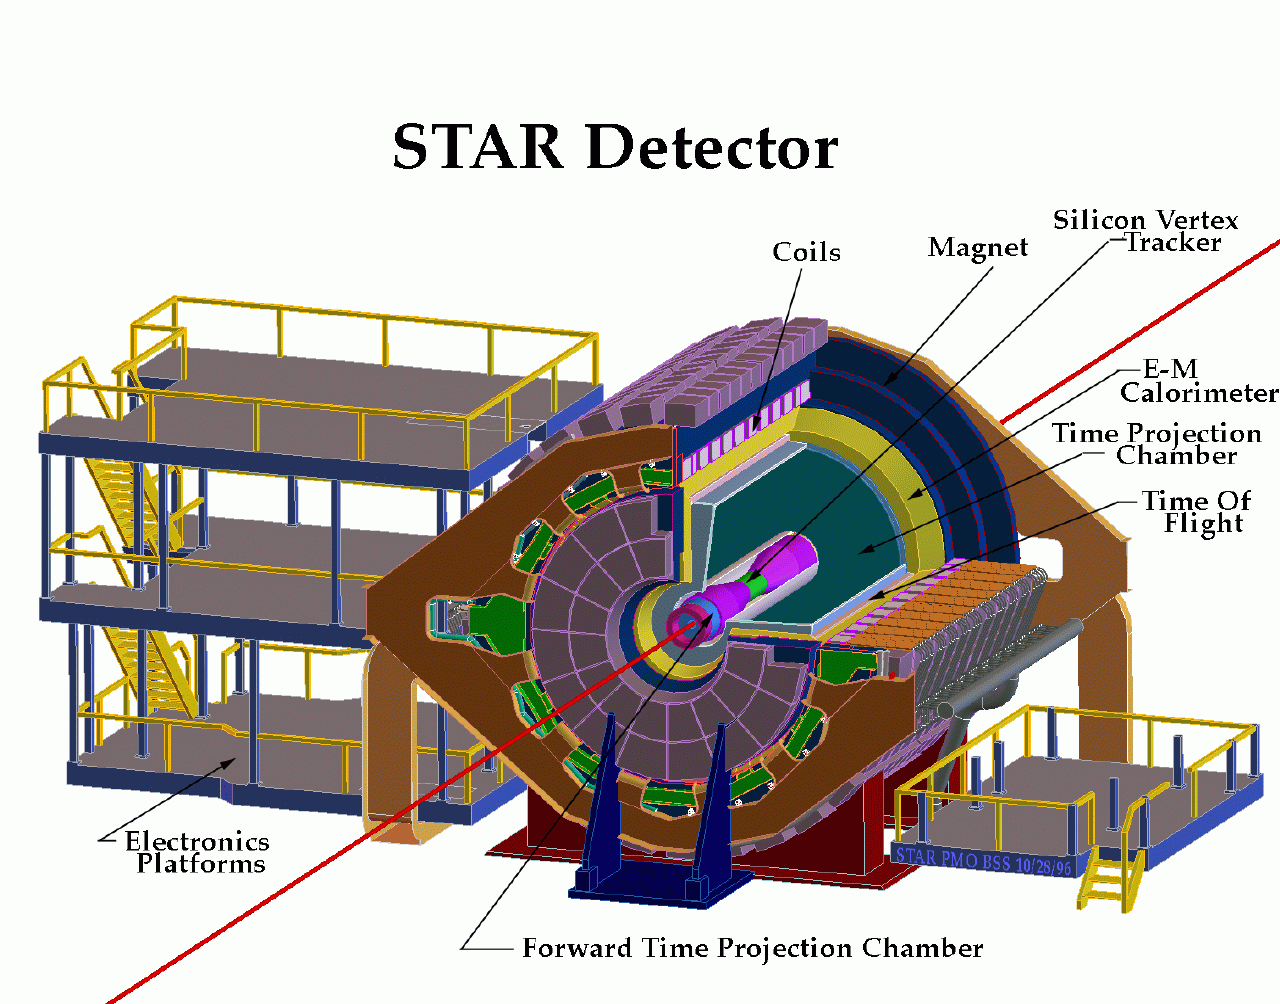 STAR Detector
Silicon Vertex
Tracker
Coils
Magnet
E-M
Calorimeter
Time Projection
Chamber
Time Of
Flight
Electronics
Platforms
STAR PMO BSS 10/28/96
Forward Time Projection Chamber